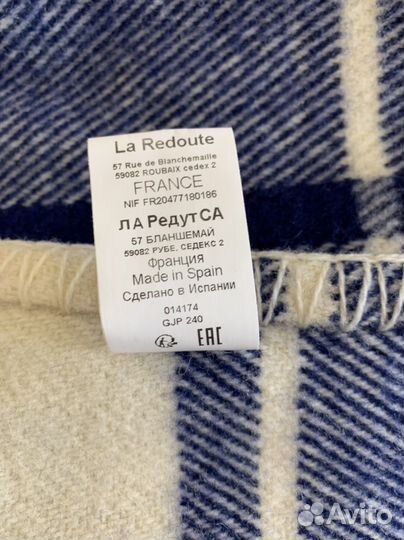 La Redoute
57 Rue de Blanchemaille
59082 ROUBAIX cedex 2
FRANCE
NIF FR20477180186
ЛА РедутСА
57 БЛАНШЕМАЙ
59082 РУБЕ, СЕДЕКС 2
Франция
Made in Spain
Сделано в Испании
014174
GJP 240
EAC
Avito